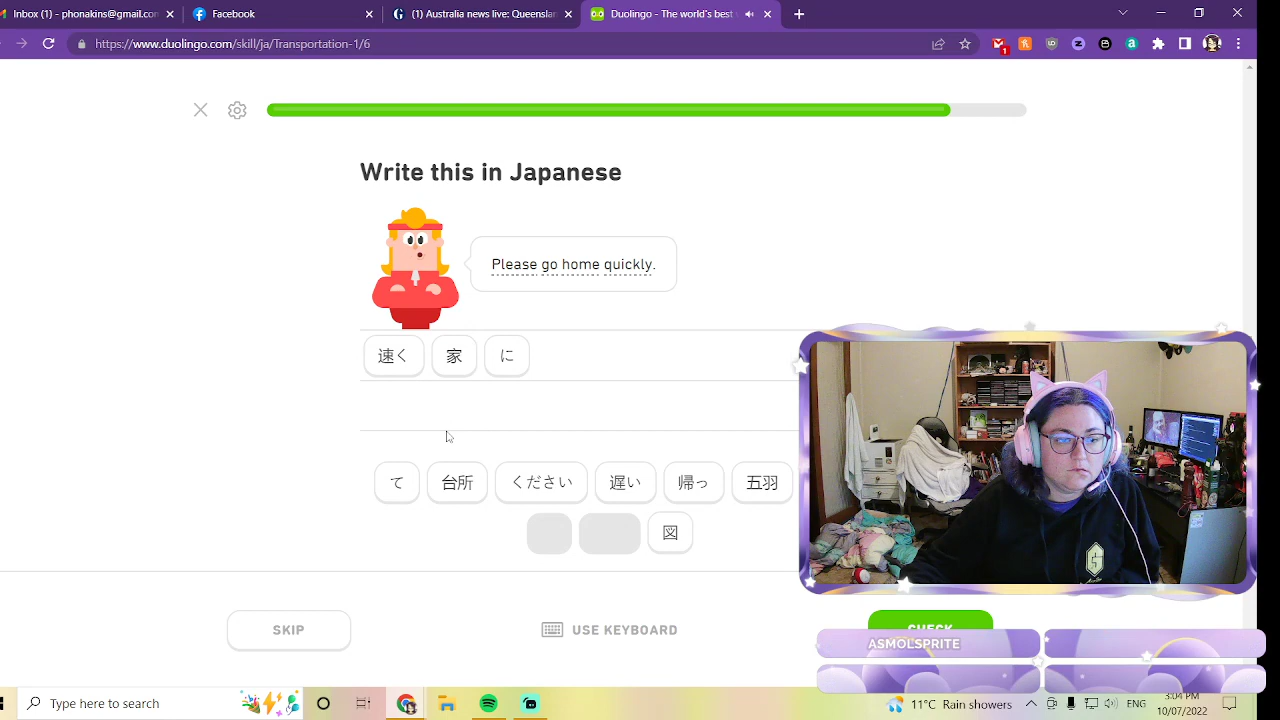 Inbox (1) - phonakins@gmail.com
Facebook
(1) Australia news live: Queenslan
Duolingo - The world's best
https://www.duolingo.com/skill/ja/Transportation-1/6
1
Write this in Japanese
Please go home quickly.
速く 家 に
て 台所 ください 遅い 帰っ 五羽
図
SKIP
USE KEYBOARD
CHECK
ASMOLSPRITE
Type here to search
11°C Rain showers
ENG
3:04 PM
10/07/2022